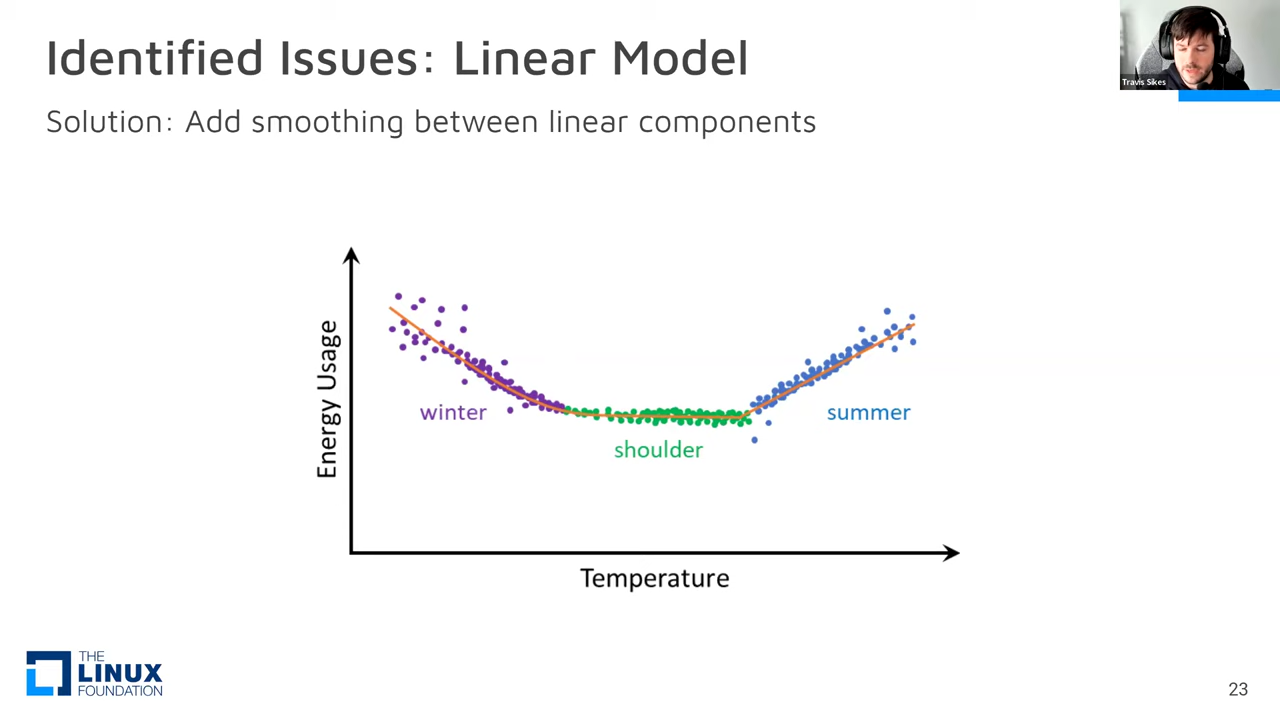 Identified Issues: Linear Model
Travis Sikes
Solution: Add smoothing between linear components
Energy Usage
winter
summer
shoulder
Temperature
THE
LINUX
FOUNDATION
23